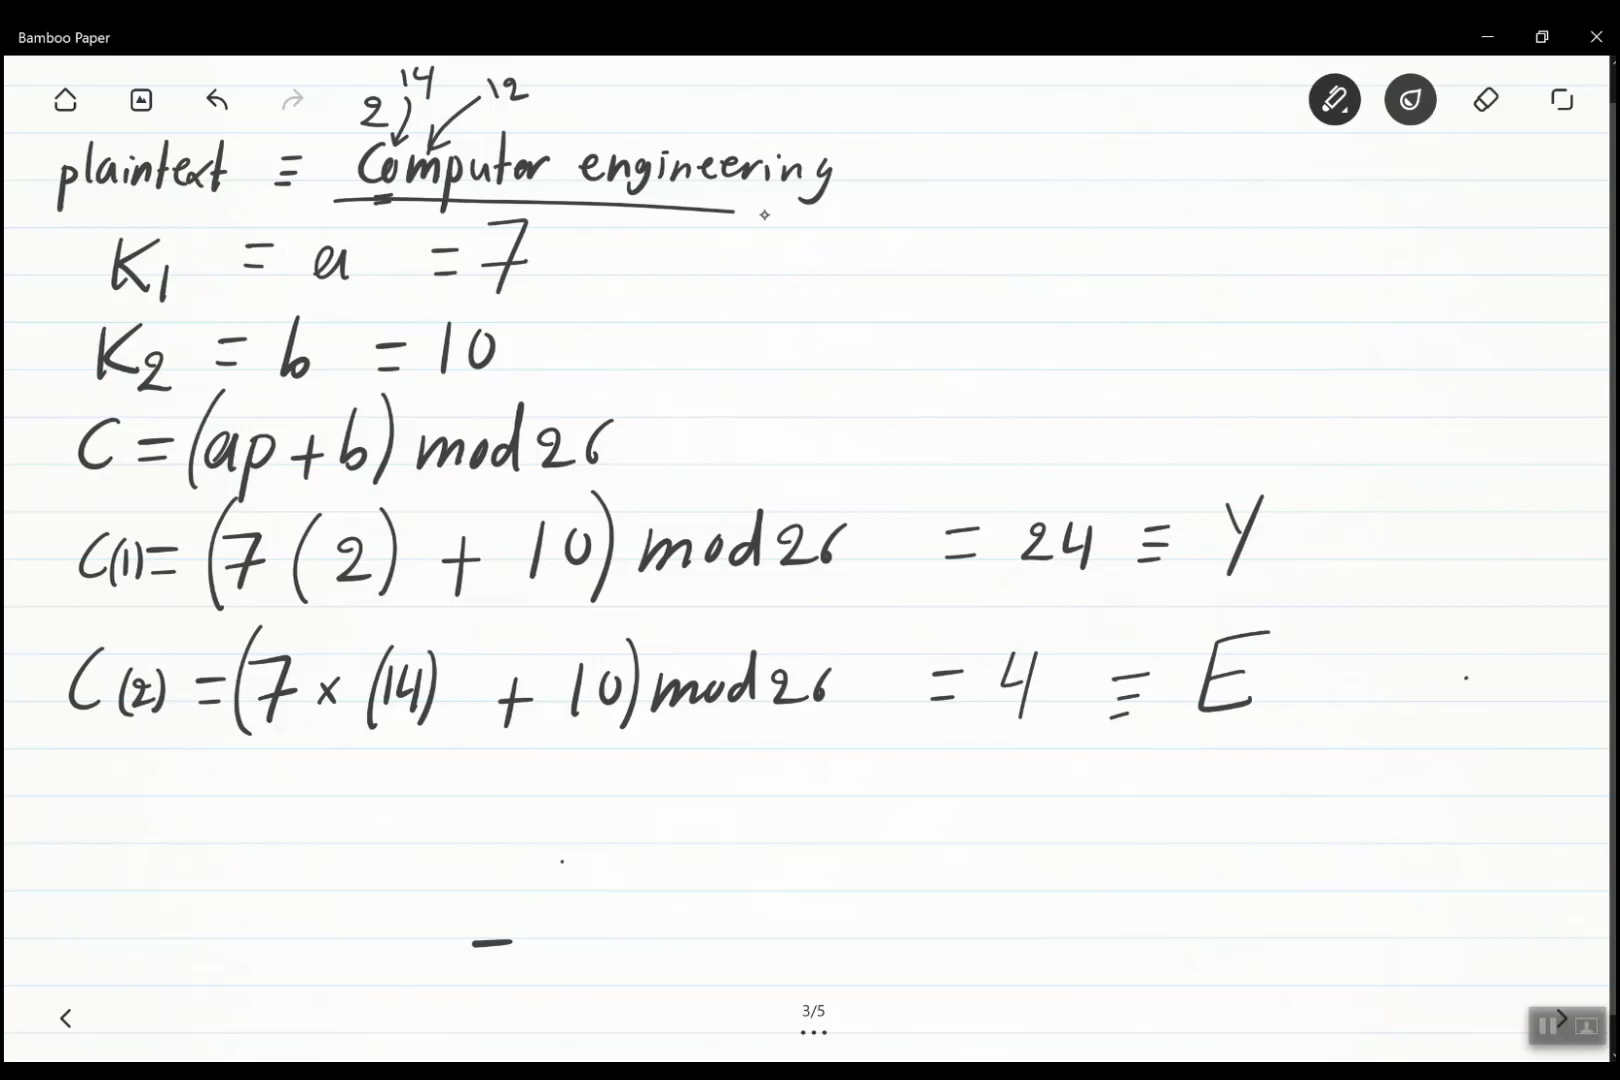 Bamboo Paper
14
2 12
plaintext ≡ Computor engineering
K1 = a = 7
K2 = b = 10
C = (ap + b) mod 26
C(1) = (7 (2) + 10) mod 26 = 24 ≡ Y
C(2) = (7 × (14) + 10) mod 26 = 4 ≡ E
3/5